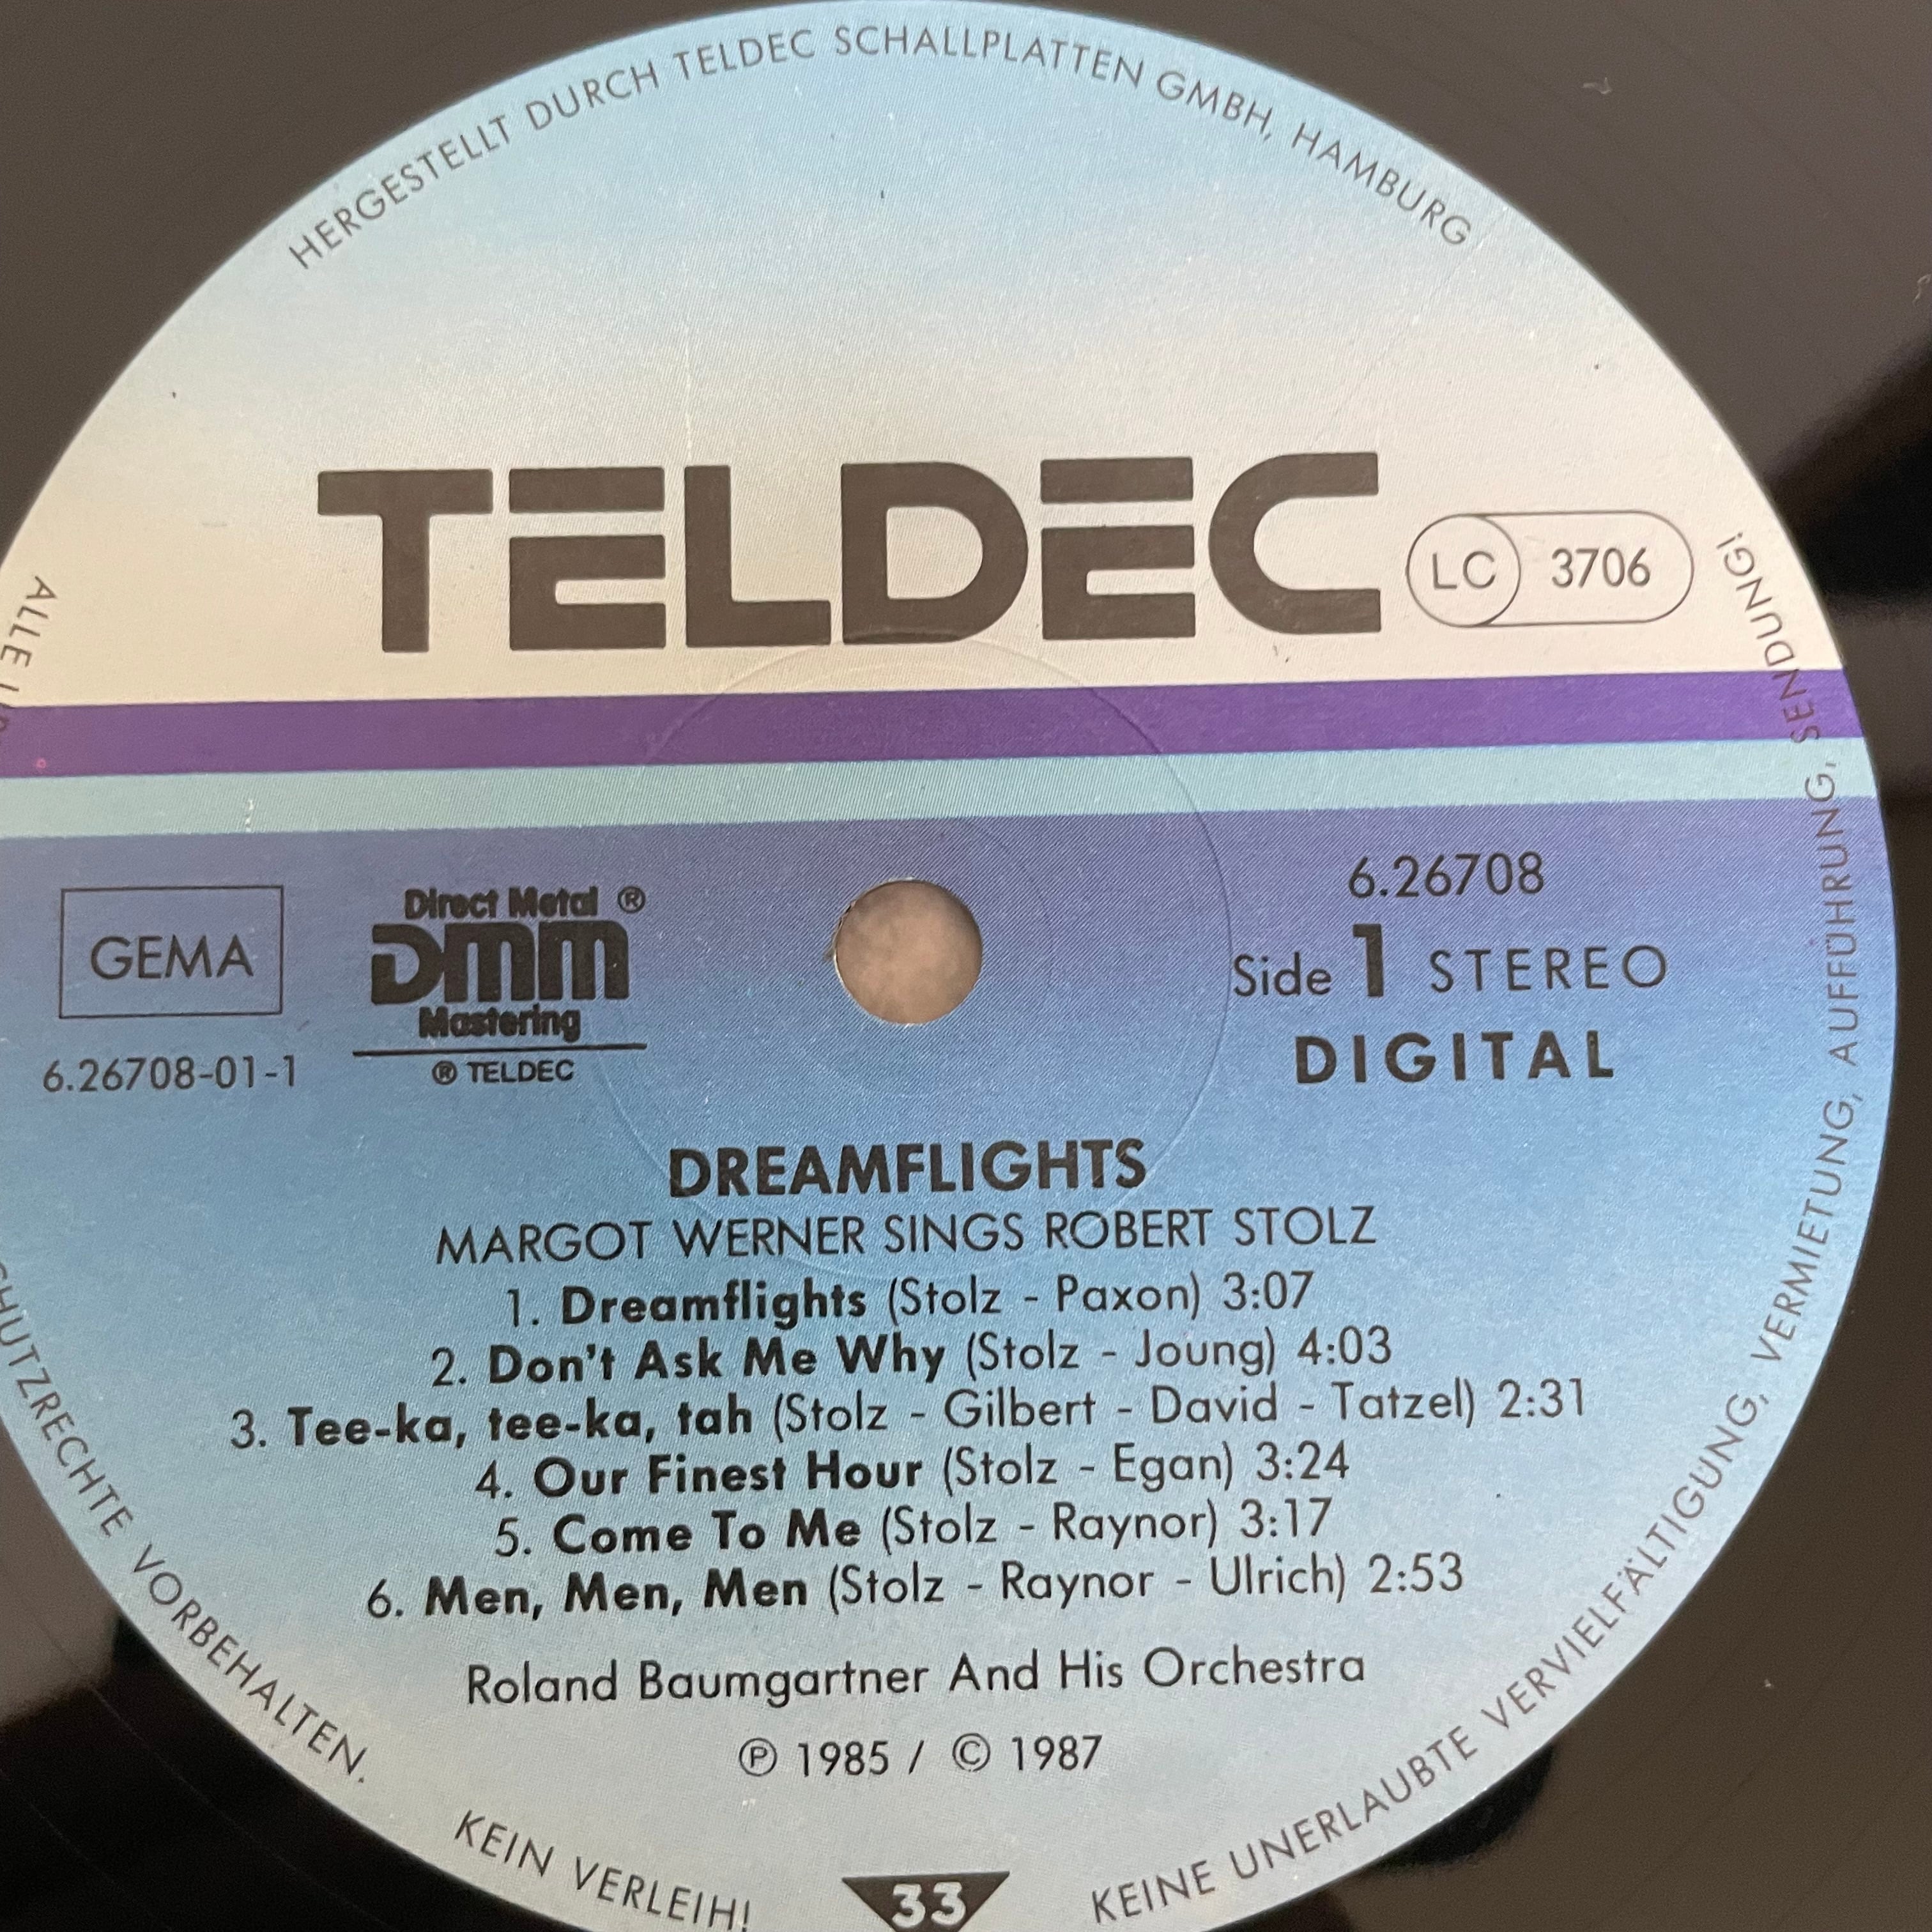 HERGESTELLT DURCH TELDEC SCHALLPLATTEN GMBH, HAMBURG
TELDEC
LC 3706
GEMA
6.26708-01-1
Direct Metal ®
DMM
Mastering
® TELDEC
6.26708
Side 1 STEREO
DIGITAL
DREAMFLIGHTS
MARGOT WERNER SINGS ROBERT STOLZ
1. Dreamflights (Stolz - Paxon) 3:07
2. Don't Ask Me Why (Stolz - Joung) 4:03
3. Tee-ka, tee-ka, tah (Stolz - Gilbert - David - Tatzel) 2:31
4. Our Finest Hour (Stolz - Egan) 3:24
5. Come To Me (Stolz - Raynor) 3:17
6. Men, Men, Men (Stolz - Raynor - Ulrich) 2:53
Roland Baumgartner And His Orchestra
℗ 1985 / © 1987
33
ALLE
VORBEHALTEN.
KEIN VERLEIH!
KEINE UNERLAUBTE VERVIELFÄLTIGUNG, VERMIETUNG, AUFFÜHRUNG, SENDUNG!